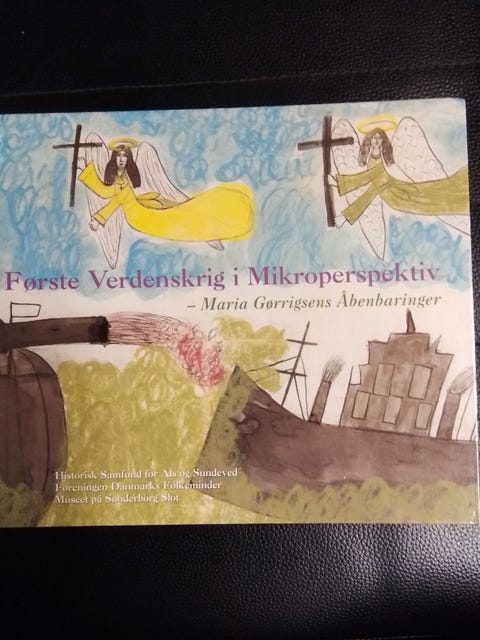 Første Verdenskrig i Mikroperspektiv
– Maria Gørrigsens Åbenbaringer
Historisk Samfund for Als og Sundeved
Foreningen Danmarks Folkeminder
Museet på Sønderborg Slot